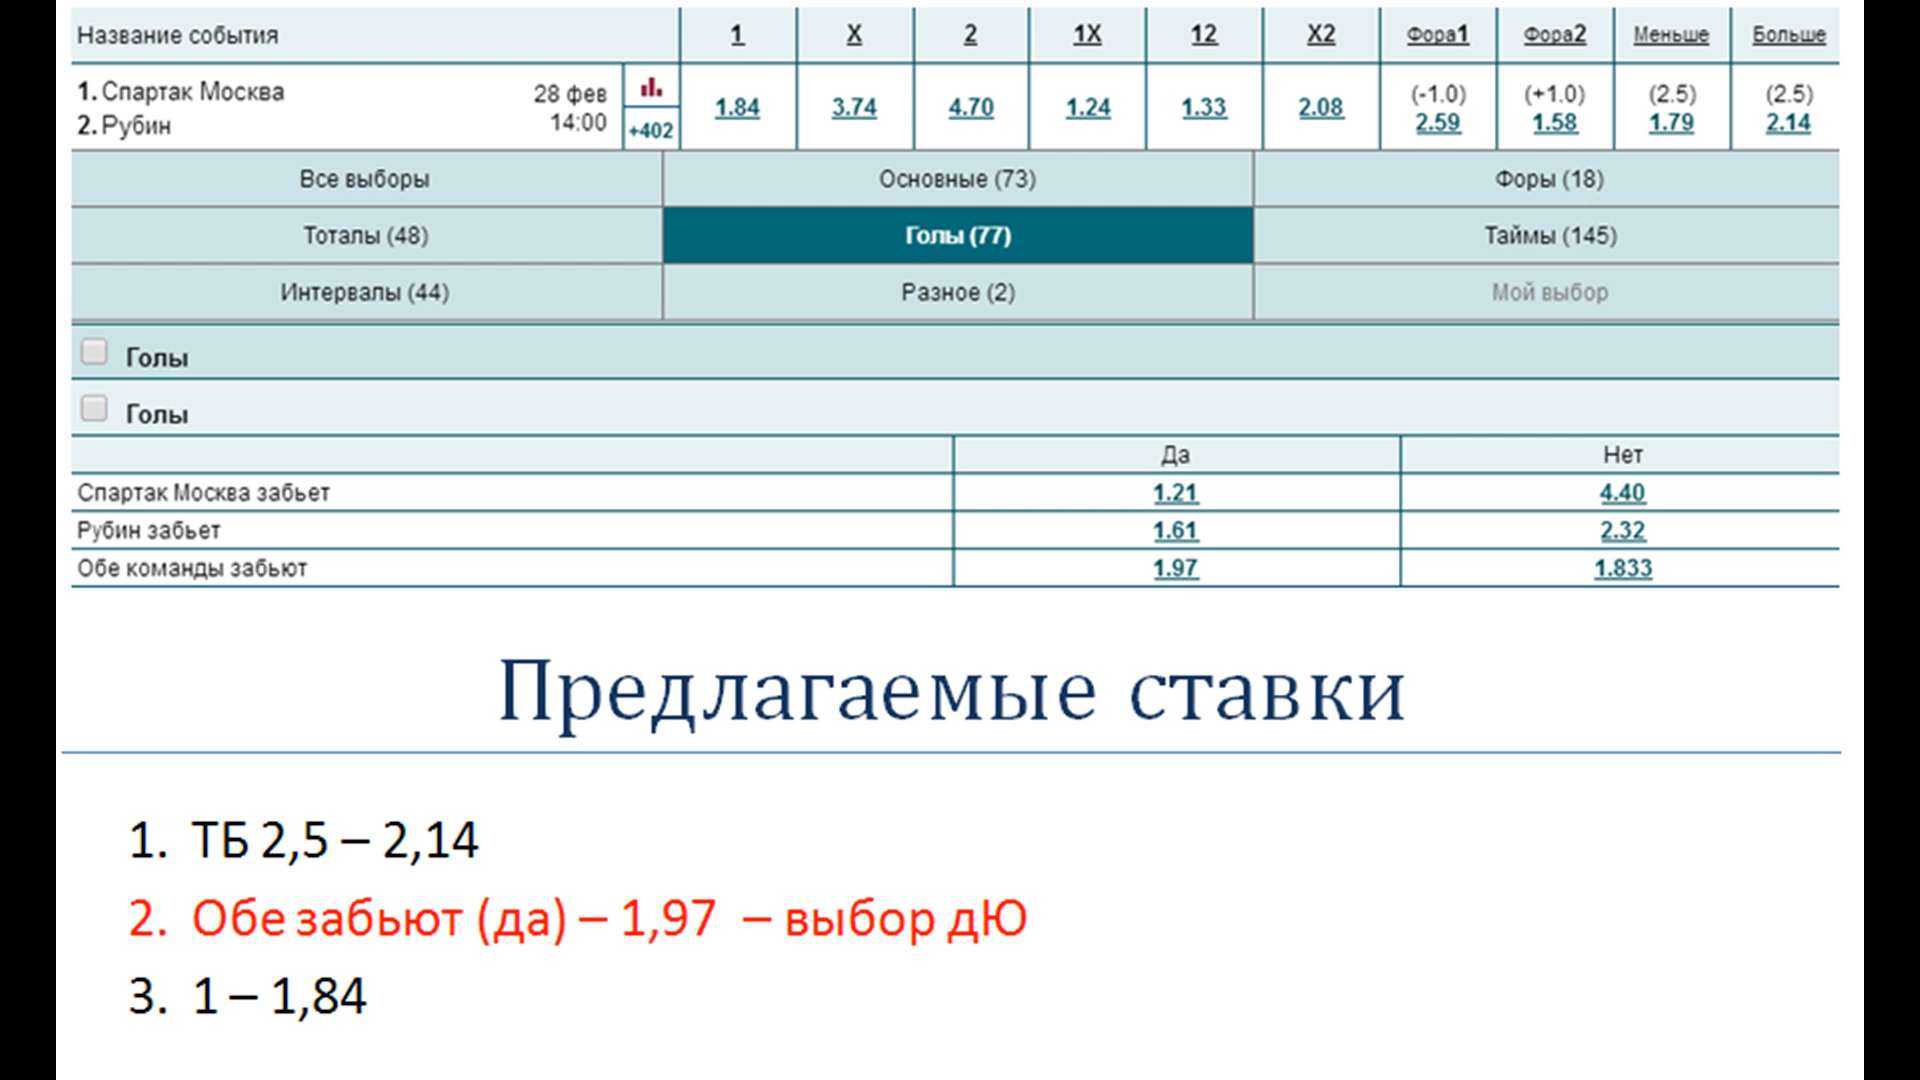 Название события 1 X 2 1X 12 X2 Фора1 Фора2 Меньше Больше
1. Спартак Москва 28 фев 1.84 3.74 4.70 1.24 1.33 2.08 (-1.0) (+1.0) (2.5) (2.5)
2. Рубин 14:00 +402 2.59 1.58 1.79 2.14
Все выборы Основные (73) Форы (18)
Тоталы (48) Голы (77) Таймы (145)
Интервалы (44) Разное (2) Мой выбор
Голы
Голы
Да Нет
Спартак Москва забьет 1.21 4.40
Рубин забьет 1.61 2.32
Обе команды забьют 1.97 1.833
Предлагаемые ставки
1. ТБ 2,5 – 2,14
2. Обе забьют (да) – 1,97 – выбор дЮ
3. 1 – 1,84